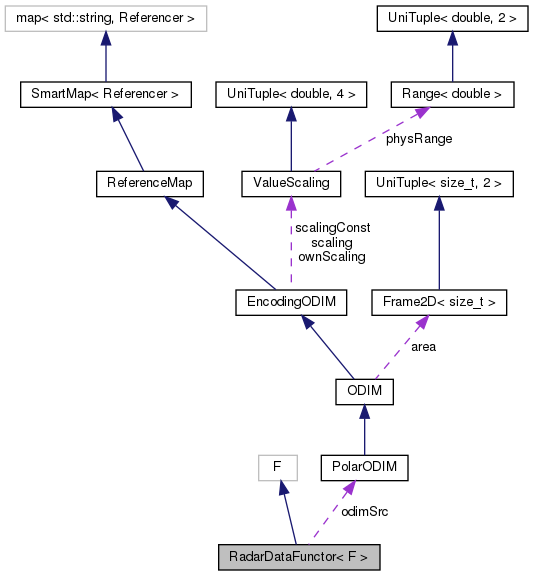 map< std::string, Referencer >
UniTuple< double, 2 >
SmartMap< Referencer >
UniTuple< double, 4 >
Range< double >
physRange
ReferenceMap
ValueScaling
UniTuple< size_t, 2 >
scalingConst
scaling
ownScaling
EncodingODIM
Frame2D< size_t >
area
ODIM
F
PolarODIM
odimSrc
RadarDataFunctor< F >